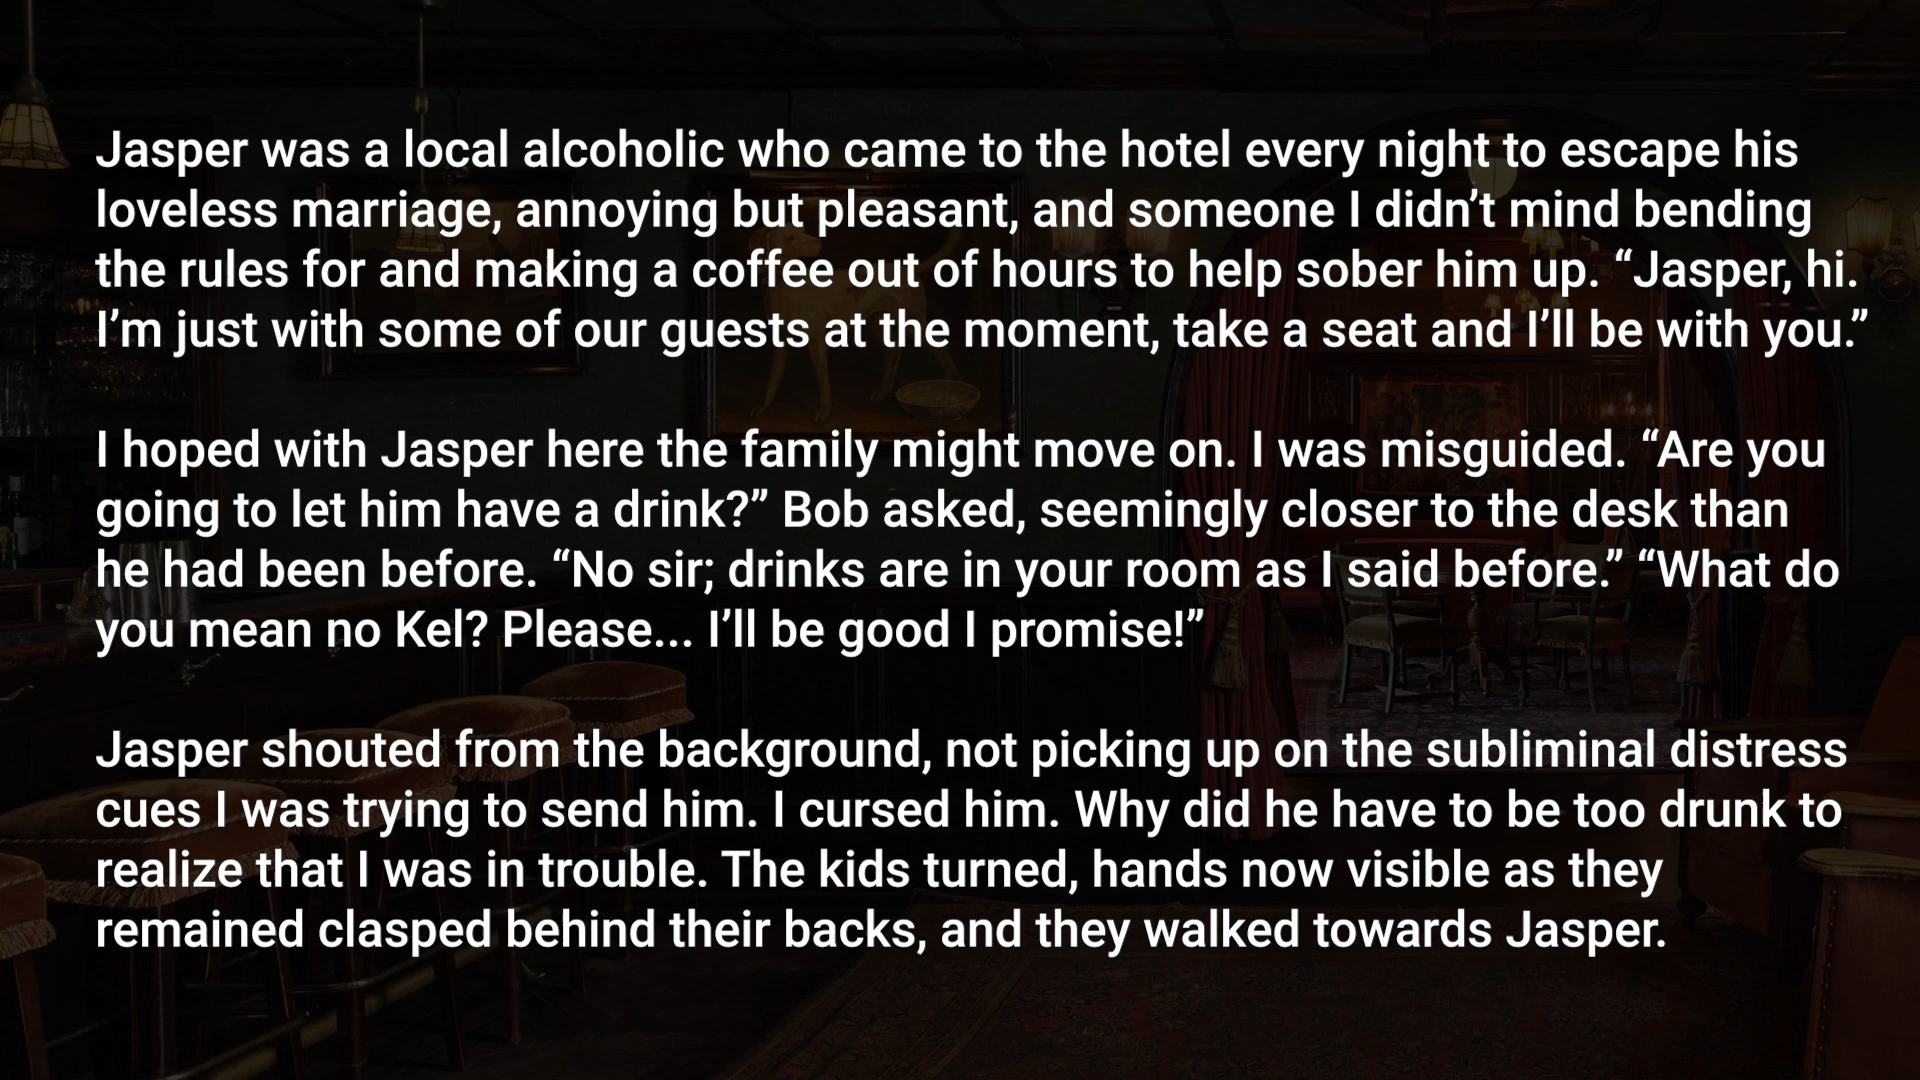 Jasper was a local alcoholic who came to the hotel every night to escape his
loveless marriage, annoying but pleasant, and someone I didn’t mind bending
the rules for and making a coffee out of hours to help sober him up. “Jasper, hi.
I’m just with some of our guests at the moment, take a seat and I’ll be with you.”
I hoped with Jasper here the family might move on. I was misguided. “Are you
going to let him have a drink?” Bob asked, seemingly closer to the desk than
he had been before. “No sir; drinks are in your room as I said before.” “What do
you mean no Kel? Please... I’ll be good I promise!”
Jasper shouted from the background, not picking up on the subliminal distress
cues I was trying to send him. I cursed him. Why did he have to be too drunk to
realize that I was in trouble. The kids turned, hands now visible as they
remained clasped behind their backs, and they walked towards Jasper.